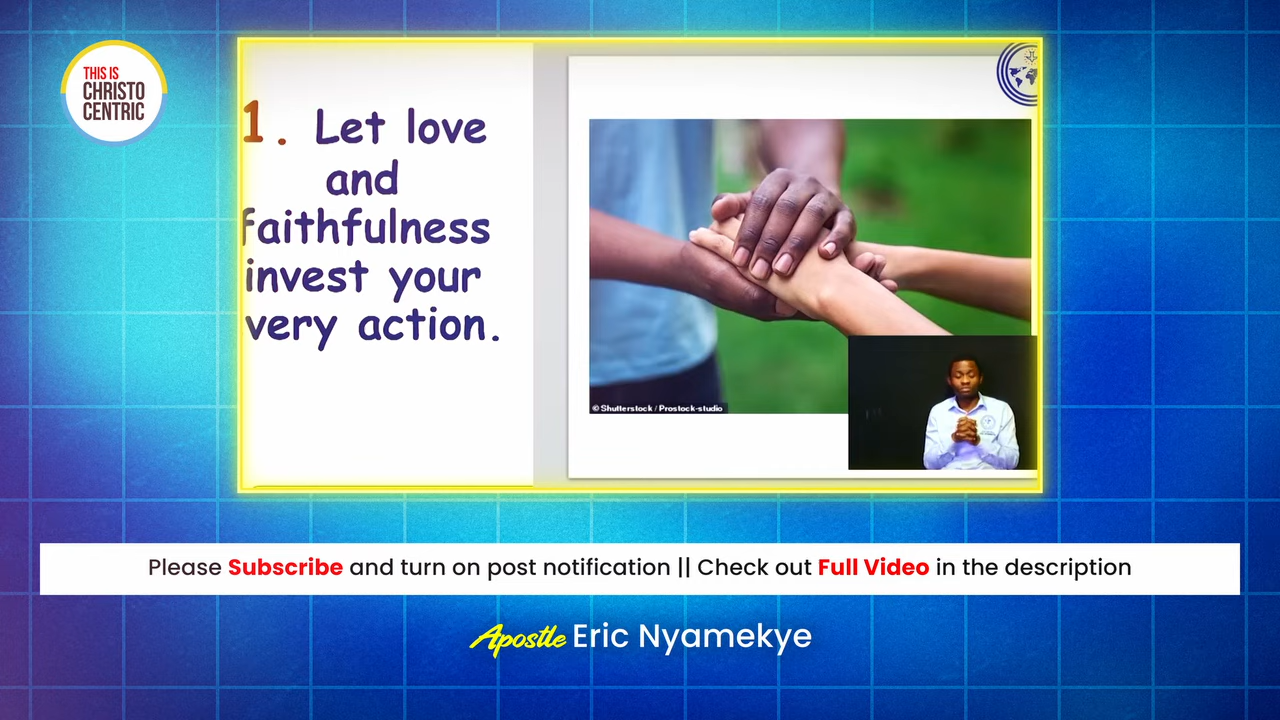 THIS IS
CHRISTO
CENTRIC
1. Let love
and
faithfulness
invest your
very action.
© Shutterstock / Prostock-studio
Please Subscribe and turn on post notification || Check out Full Video in the description
Apostle Eric Nyamekye